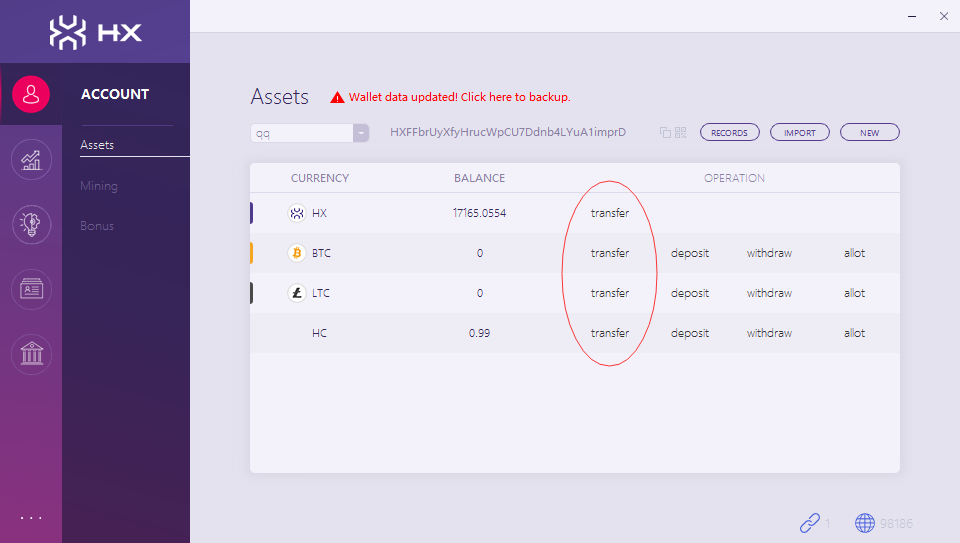 HX
ACCOUNT
Assets
Mining
Bonus
Assets
Wallet data updated! Click here to backup.
qq
HXFFbrUyXfyHrucWpCU7Ddnb4LYuA1imprD
RECORDS
IMPORT
NEW
CURRENCY BALANCE OPERATION
HX 17165.0554 transfer
BTC 0 transfer deposit withdraw allot
LTC 0 transfer deposit withdraw allot
HC 0.99 transfer deposit withdraw allot
1 98186